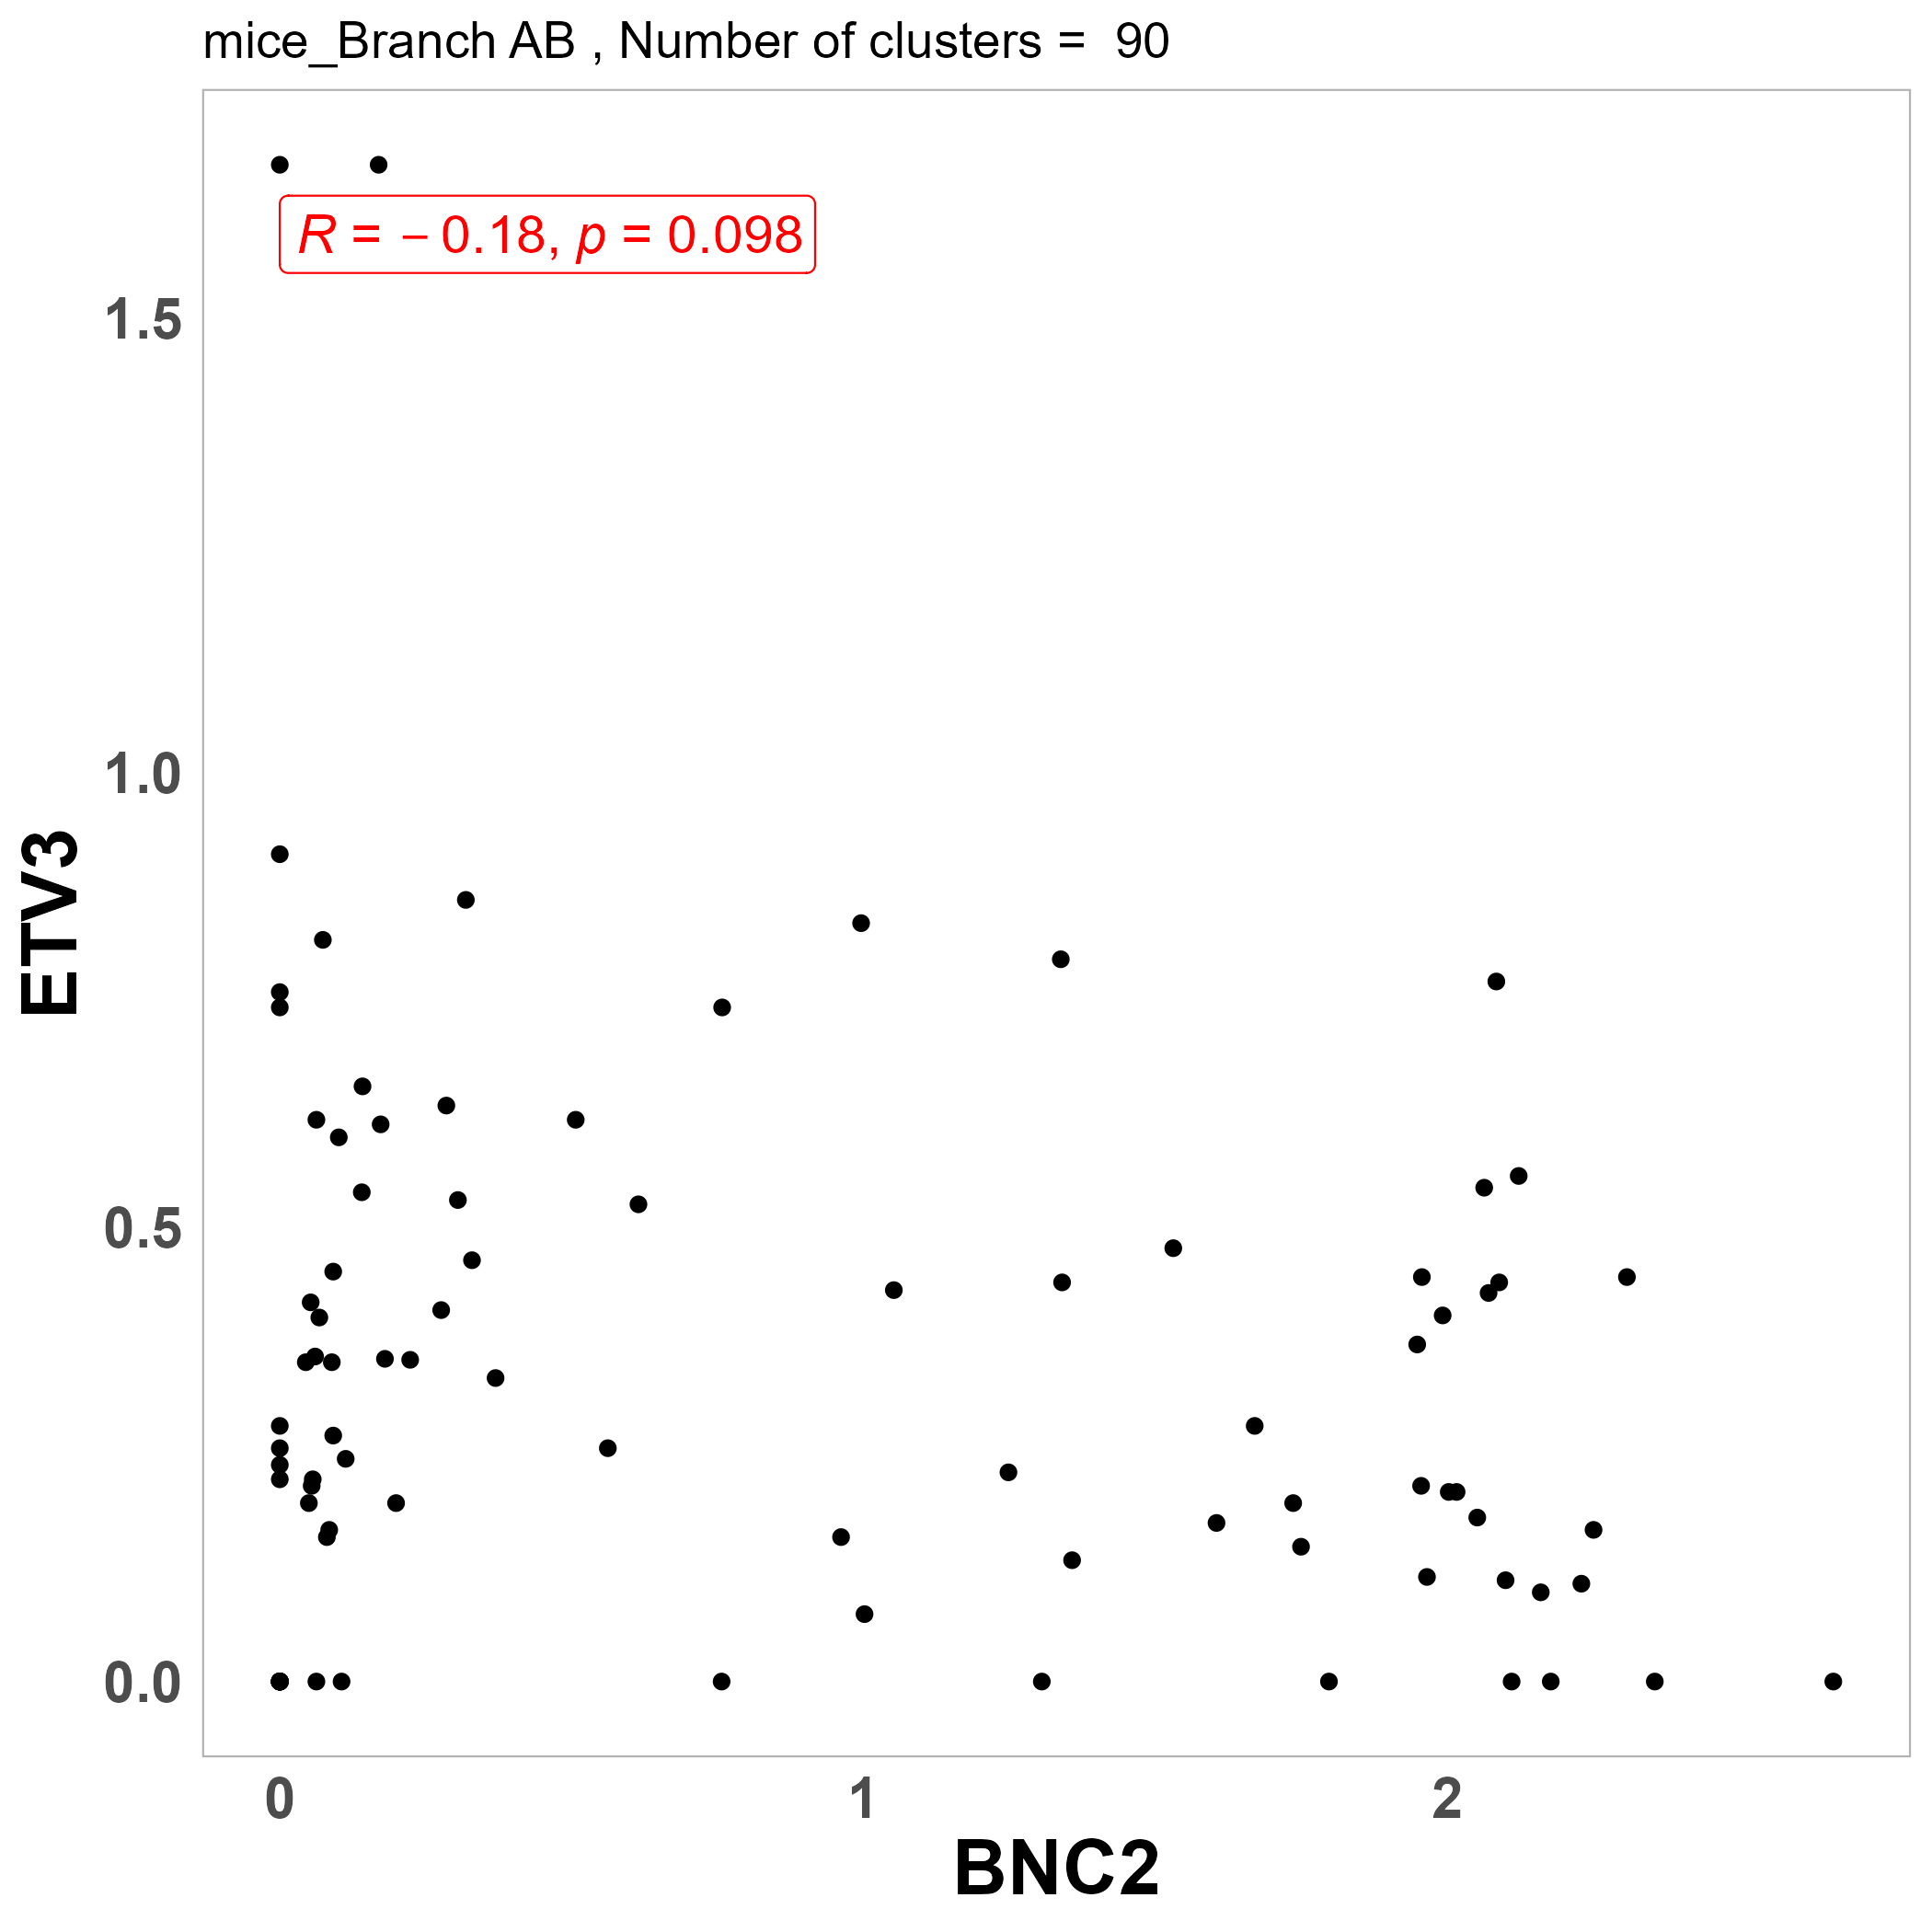 mice_Branch AB , Number of clusters =  90
R = – 0.18, p = 0.098
1.5
1.0
0.5
0.0
ETV3
0 1 2
BNC2